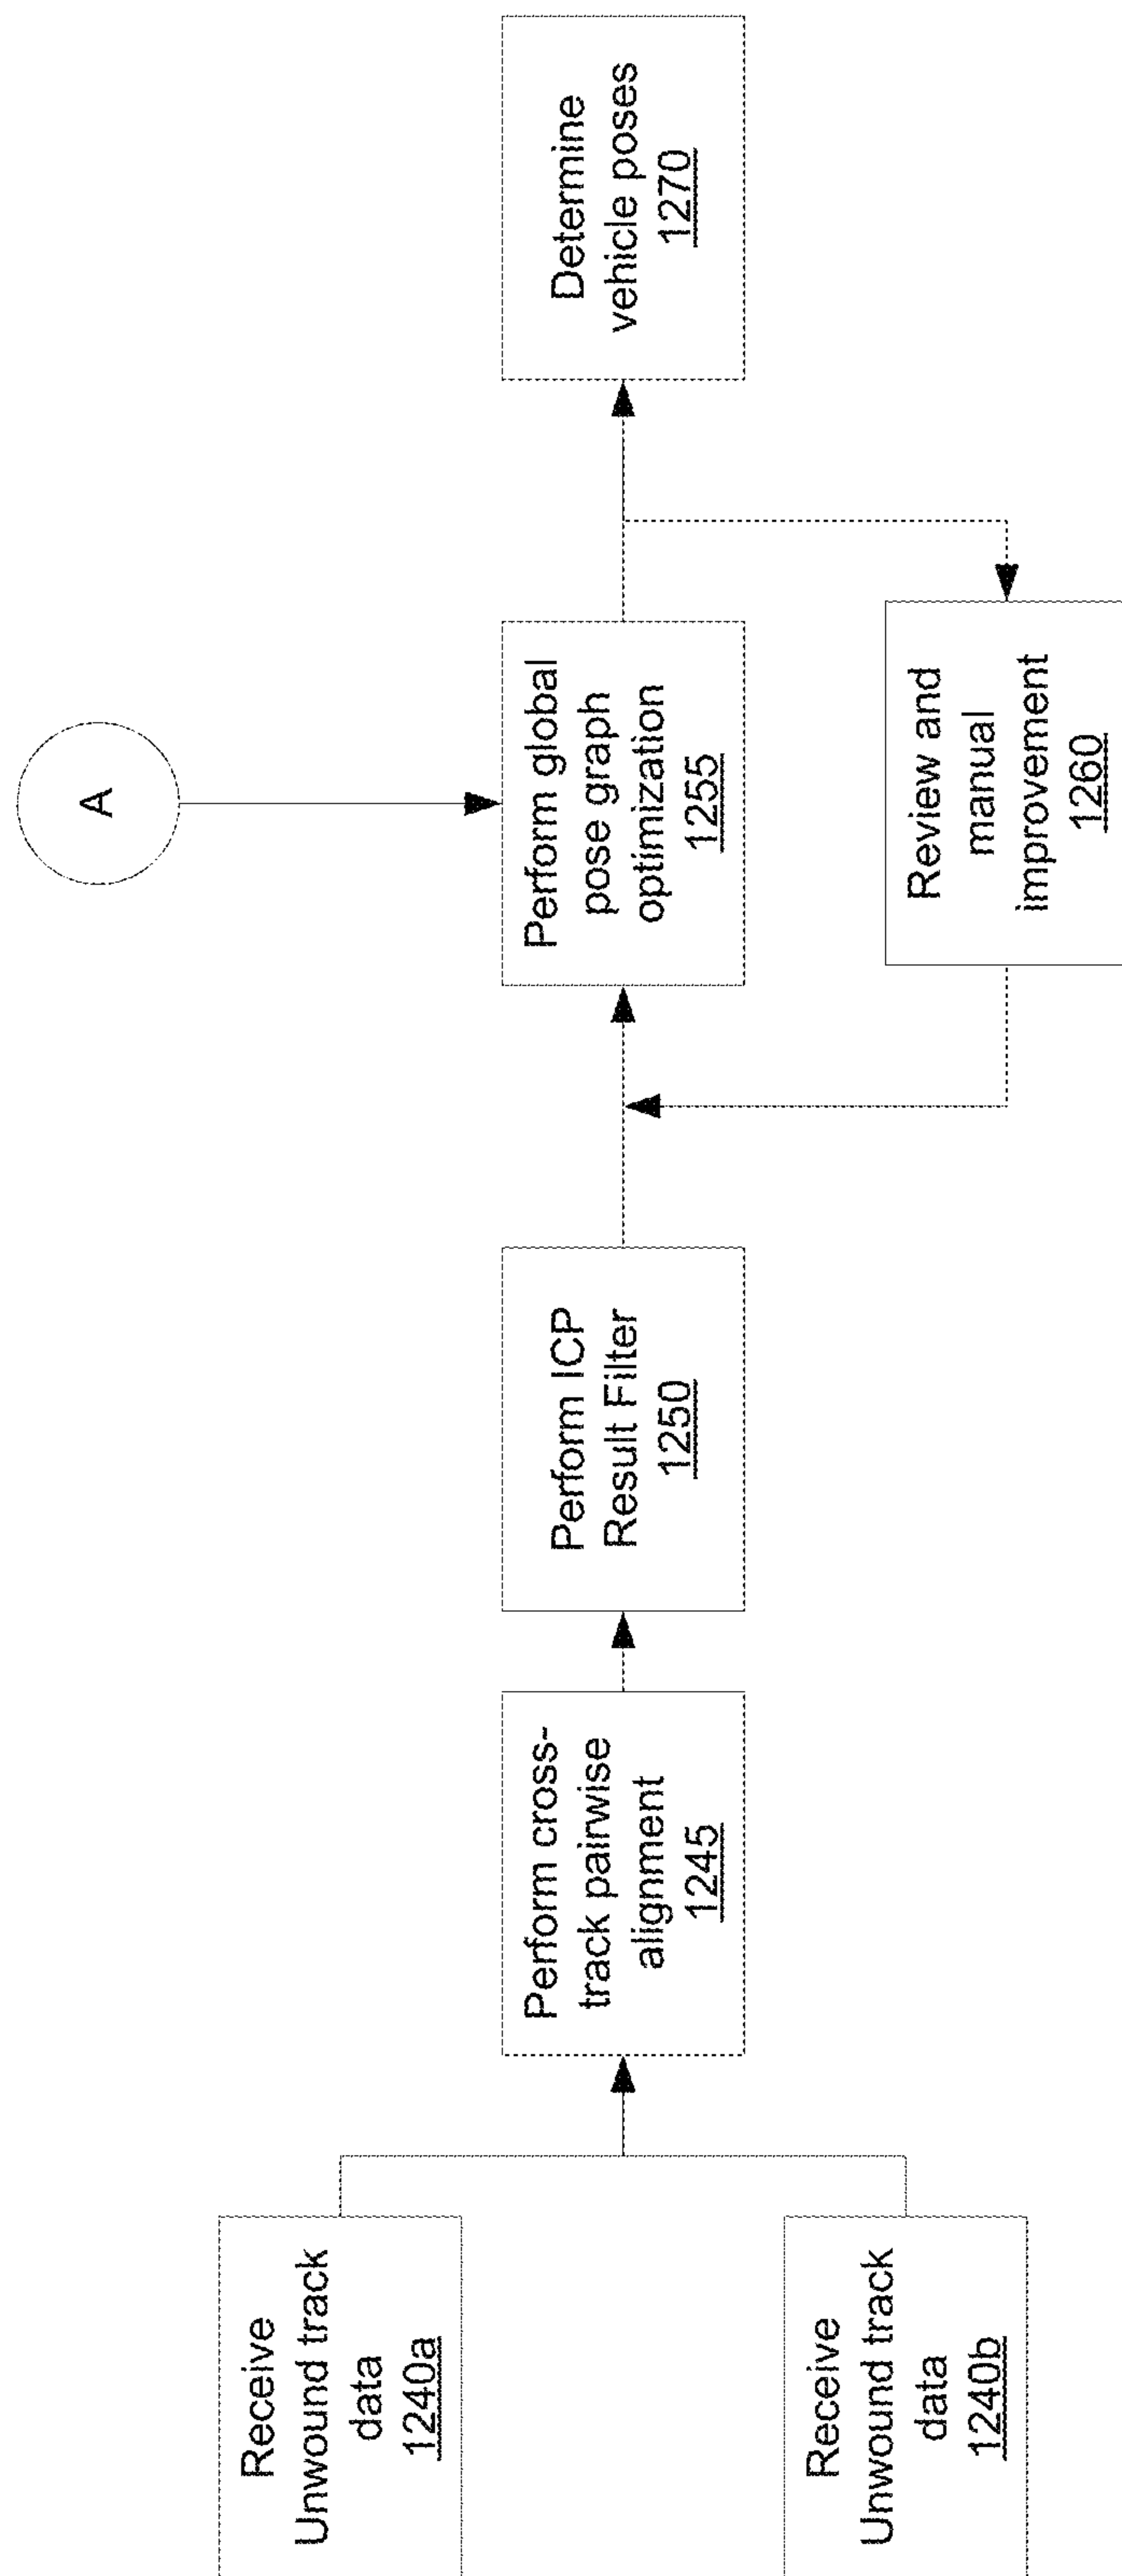 Receive
Unwound track
data
1240a
Receive
Unwound track
data
1240b
Perform cross-
track pairwise
alignment
1245
Perform ICP
Result Filter
1250
A
Perform global
pose graph
optimization
1255
Review and
manual
improvement
1260
Determine
vehicle poses
1270